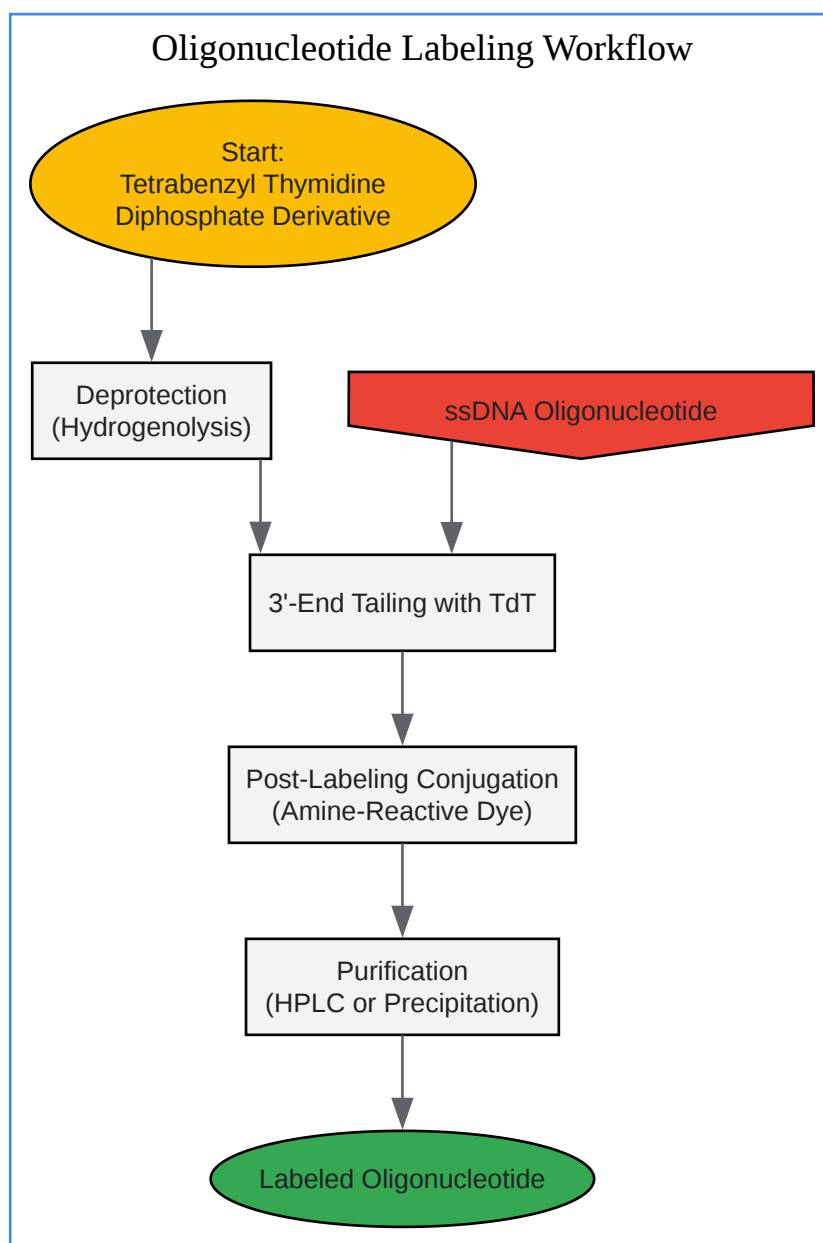 Oligonucleotide Labeling Workflow
Start:
Tetrabenzyl Thymidine
Diphosphate Derivative
Deprotection
(Hydrogenolysis)
ssDNA Oligonucleotide
3'-End Tailing with TdT
Post-Labeling Conjugation
(Amine-Reactive Dye)
Purification
(HPLC or Precipitation)
Labeled Oligonucleotide